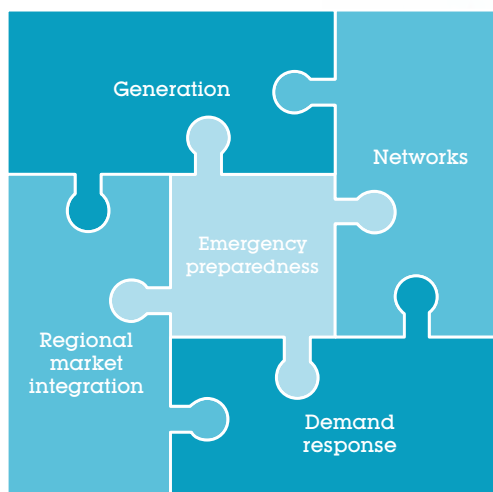 Generation
Networks
Emergency
preparedness
Regional
market
integration
Demand
response